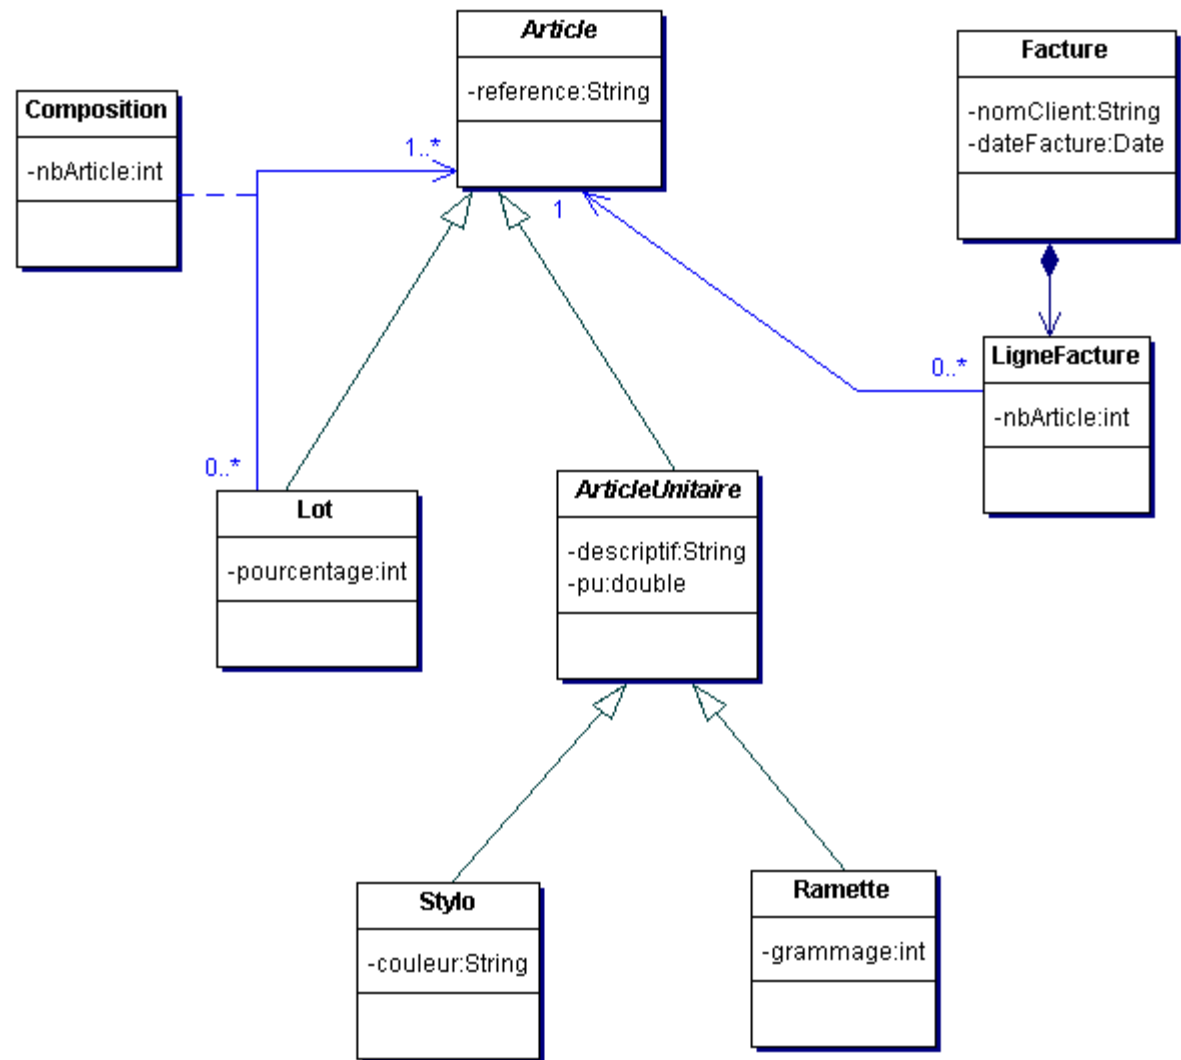 Article
-reference:String
Facture
-nomClient:String
-dateFacture:Date
Composition
-nbArticle:int
1..*
1
0..*
LigneFacture
-nbArticle:int
0..*
Lot
-pourcentage:int
ArticleUnitaire
-descriptif:String
-pu:double
Stylo
-couleur:String
Ramette
-grammage:int